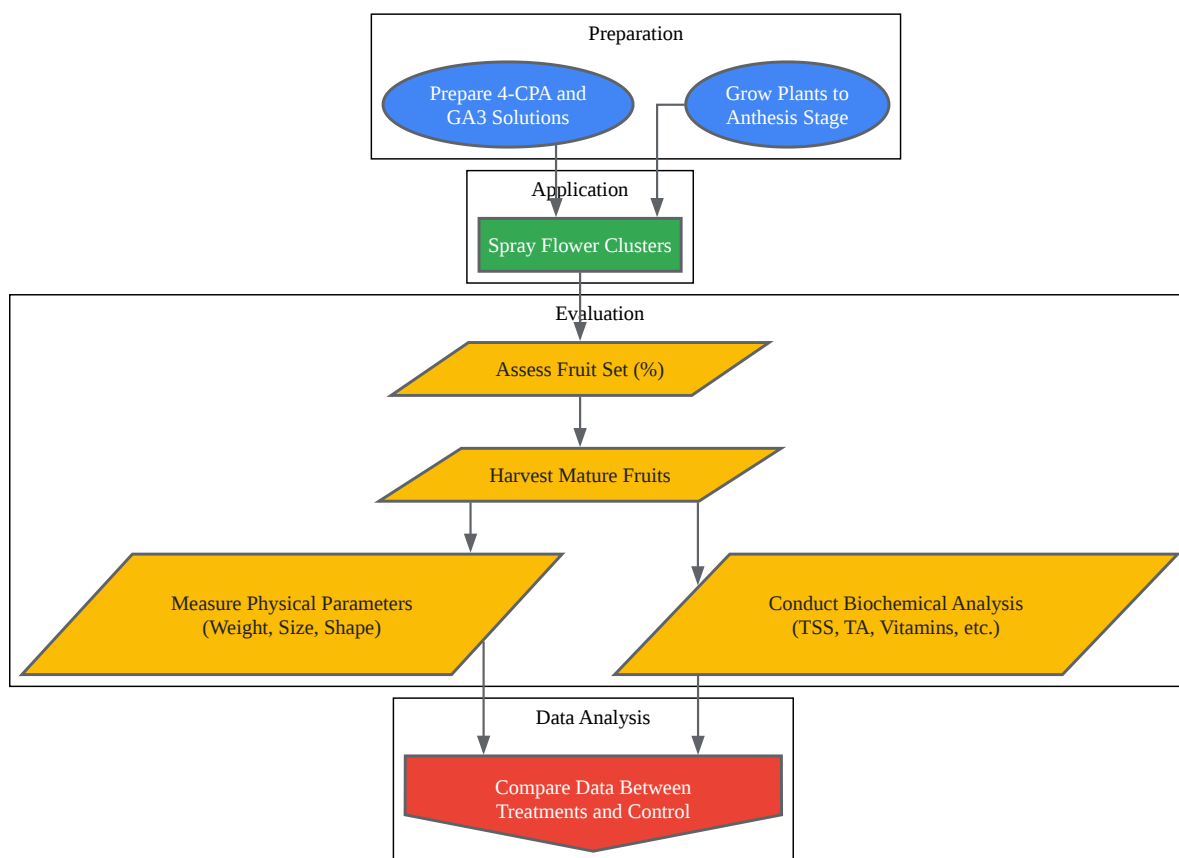 Preparation
Prepare 4-CPA and
GA3 Solutions
Grow Plants to
Anthesis Stage
Application
Spray Flower Clusters
Evaluation
Assess Fruit Set (%)
Harvest Mature Fruits
Measure Physical Parameters
(Weight, Size, Shape)
Conduct Biochemical Analysis
(TSS, TA, Vitamins, etc.)
Data Analysis
Compare Data Between
Treatments and Control